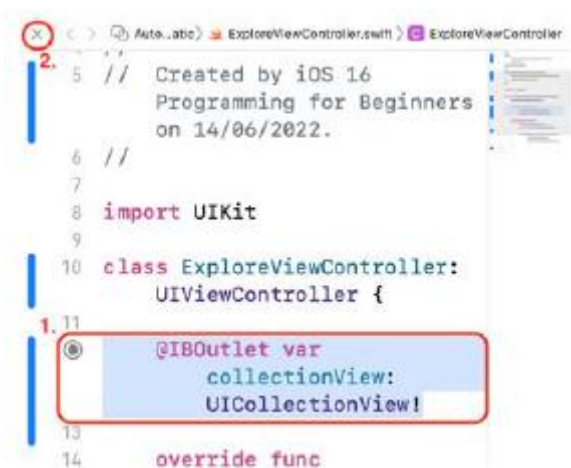 Auto...atic ExploreViewController.swift ExploreViewController
2.
5 // Created by iOS 16
Programming for Beginners
on 14/06/2022.
6 //
7
8 import UIKit
9
10 class ExploreViewController:
UIViewController {
1. 11
@IBOutlet var
collectionView:
UICollectionView!
13
14 override func